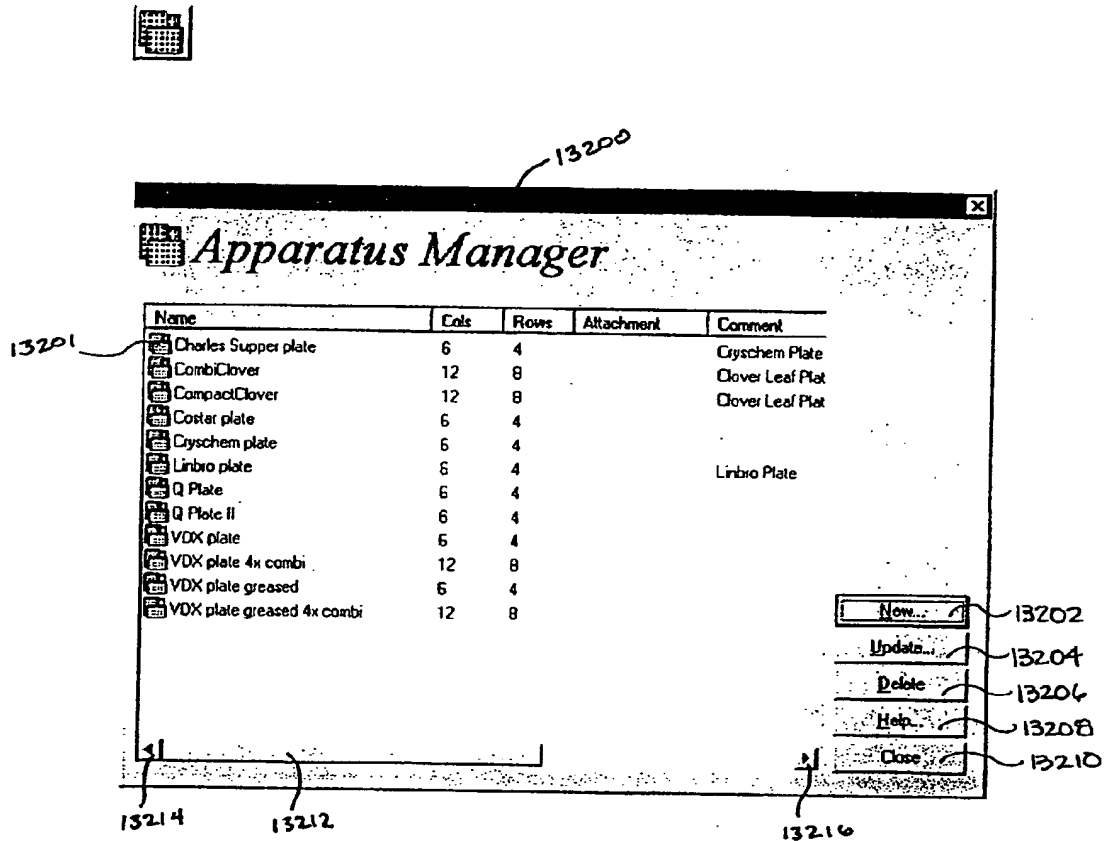 13200
Apparatus Manager
Name Cols Rows Attachment Comment
13201
Charles Supper plate 6 4 Cryschem Plate
CombiClover 12 8 Clover Leaf Plat
CompactClover 12 8 Clover Leaf Plat
Costar plate 6 4
Cryschem plate 6 4
Linbro plate 6 4 Linbro Plate
Q Plate 6 4
Q Plate II 6 4
VDX plate 6 4
VDX plate 4x combi 12 8
VDX plate greased 6 4
VDX plate greased 4x combi 12 8
New... 13202
Update... 13204
Delete 13206
Help... 13208
Close 13210
13214 13212 13216